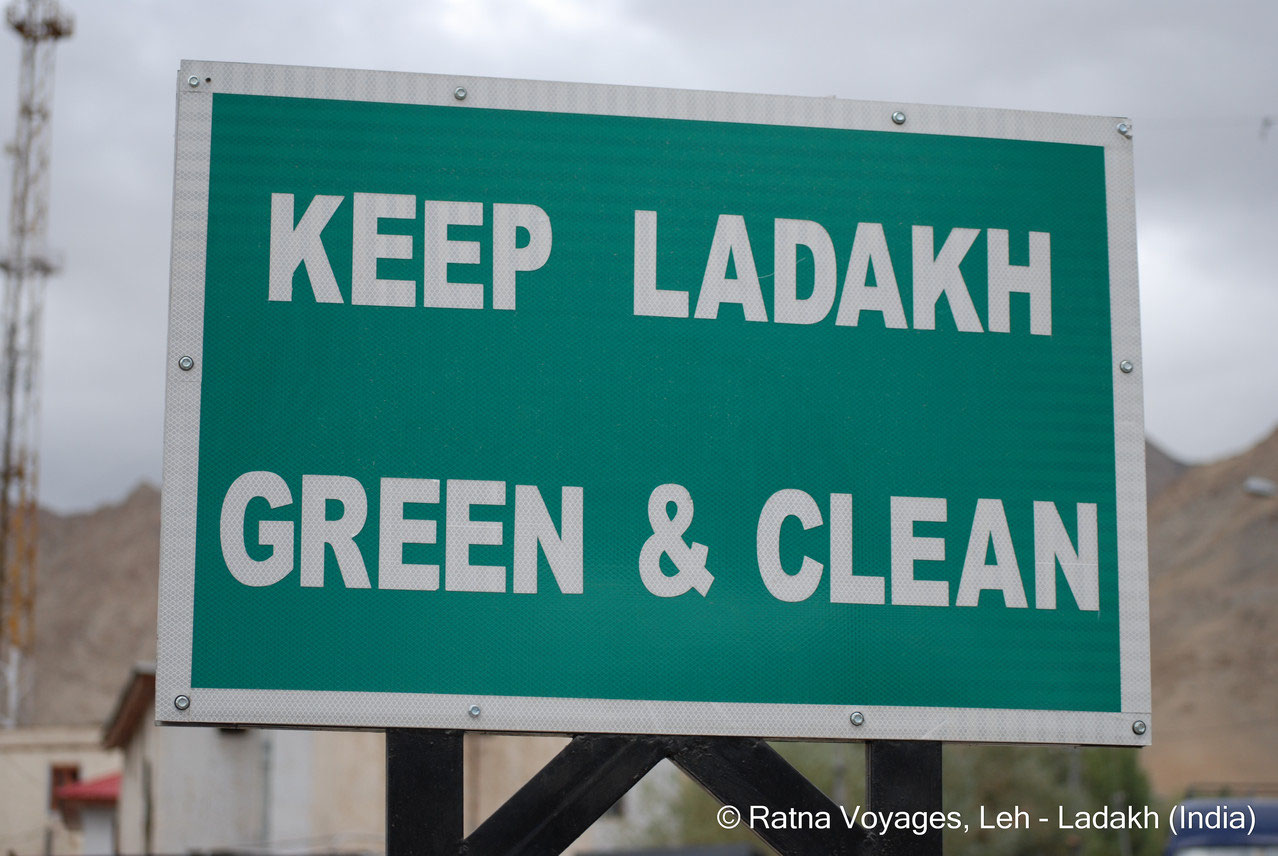 KEEP LADAKH
GREEN & CLEAN
© Ratna Voyages, Leh - Ladakh (India)